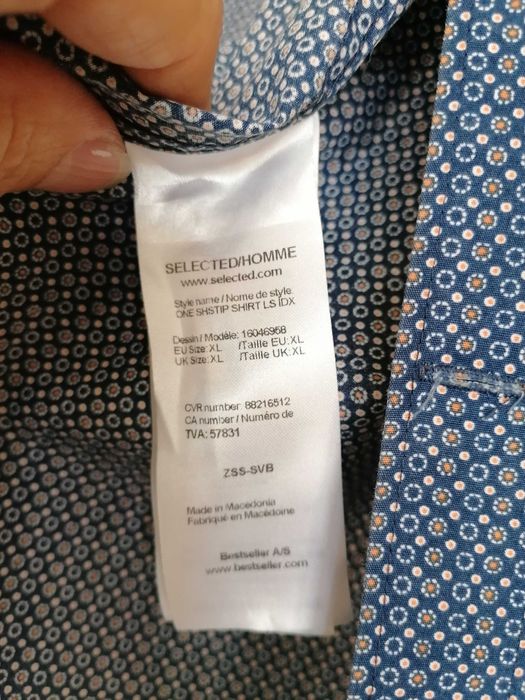 SELECTED/HOMME
www.selected.com
Style name / Nome de style
ONE SHSTIP SHIRT LS IDX
Dessin / Modéle: 16046968
EU Size: XL /Taille EU:XL
UK Size: XL /Taille UK:XL
CVR number: 88216512
CA number / Numéro de
TVA: 57831
ZSS-SVB
Made in Macedonia
Fabriqué en Macédoine
Bestseller A/S
www.bestseller.com